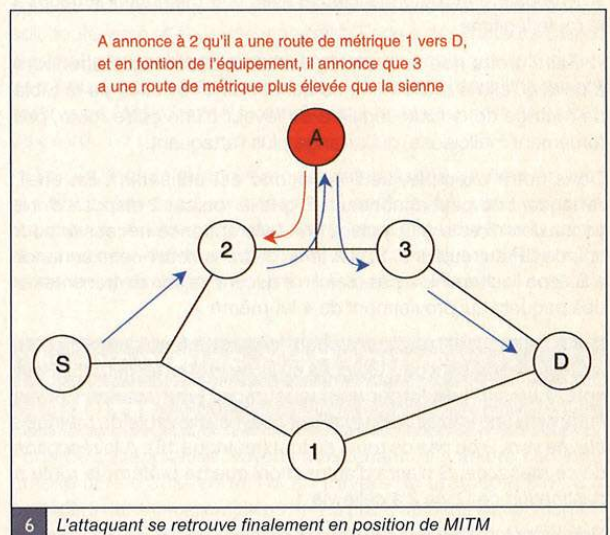 A annonce à 2 qu'il a un route de métrique 1 vers D,
et en fontion de l'équipement, il annonce que 3
a une route de métrique plus élevée que la sienne
A
2
3
S
D
1
6 L'attaquant se retrouve finalement en position de MITM